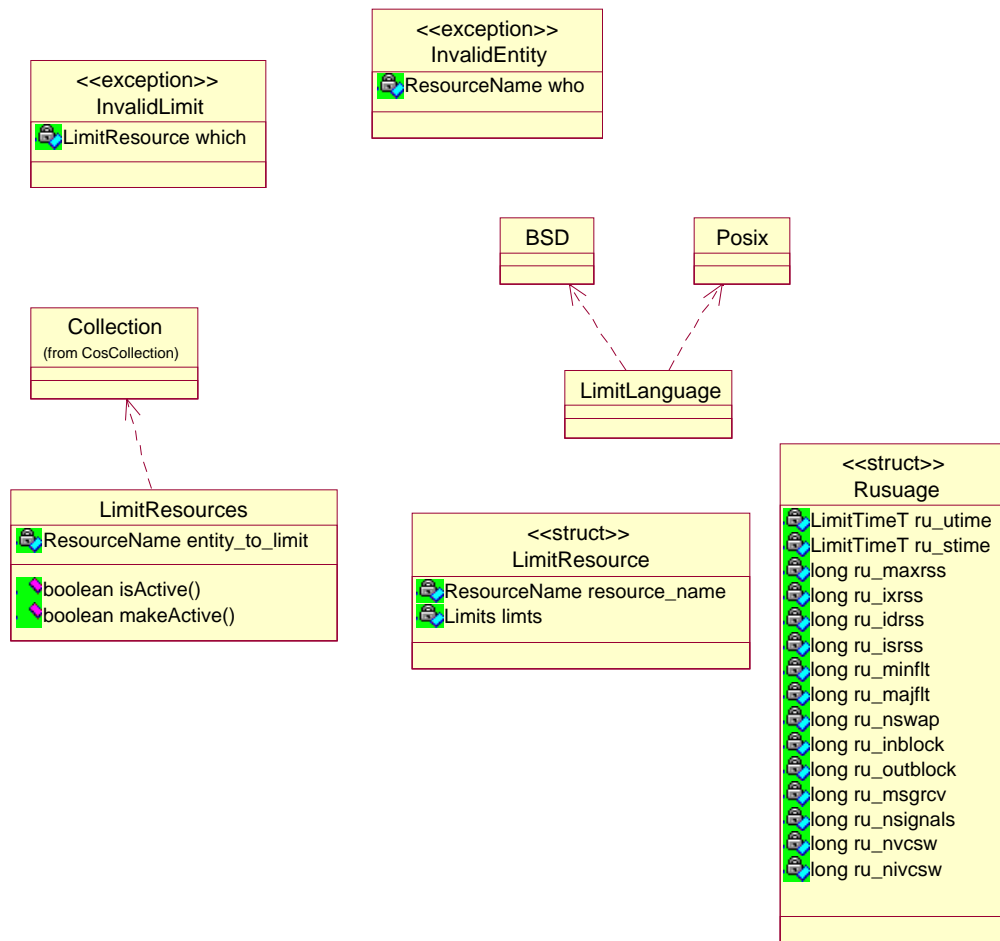 <<exception>>
InvalidEntity
ResourceName who
<<exception>>
InvalidLimit
LimitResource which
BSD
Posix
Collection
(from CosCollection)
LimitLanguage
LimitResources
ResourceName entity_to_limit
boolean isActive()
boolean makeActive()
<<struct>>
LimitResource
ResourceName resource_name
Limits limts
<<struct>>
Rusuage
LimitTimeT ru_utime
LimitTimeT ru_stime
long ru_maxrss
long ru_ixrss
long ru_idrss
long ru_isrss
long ru_minflt
long ru_majflt
long ru_nswap
long ru_inblock
long ru_outblock
long ru_msgrcv
long ru_nsignals
long ru_nvcsw
long ru_nivcsw